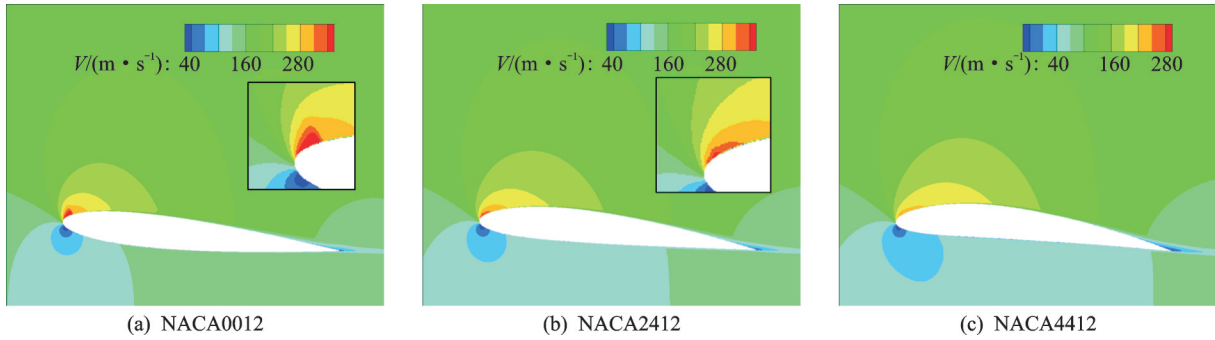 V/(m・s⁻¹): 40 160 280
(a) NACA0012
V/(m・s⁻¹): 40 160 280
(b) NACA2412
V/(m・s⁻¹): 40 160 280
(c) NACA4412